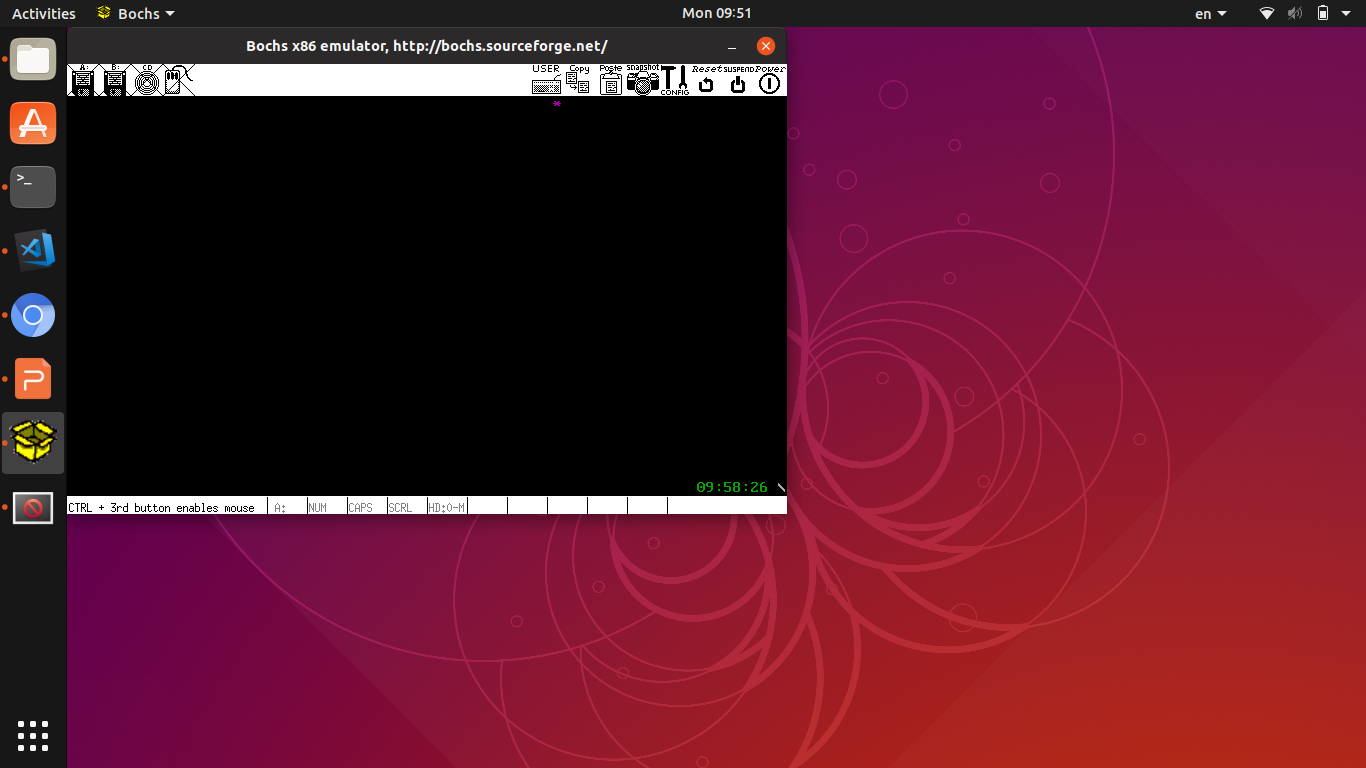 Activities Bochs Mon 09:51 en
Bochs x86 emulator, http://bochs.sourceforge.net/
A: B: CD USER Copy Paste snapshot CONFIG Reset SUSPEND Power
*
>_
P
09:58:26 \
CTRL + 3rd button enables mouse A: NUM CAPS SCRL HD:0-M